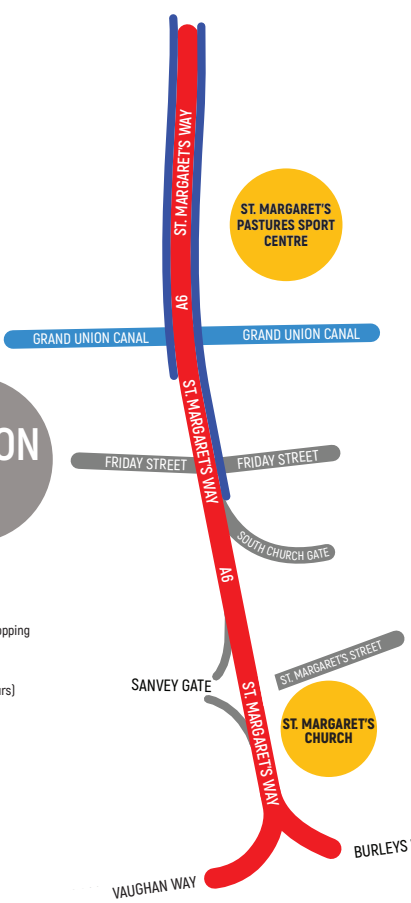 ST. MARGARET'S WAY
ST. MARGARET'S
PASTURES SPORT
CENTRE
A6
GRAND UNION CANAL
GRAND UNION CANAL
ST. MARGARET'S WAY
FRIDAY STREET
FRIDAY STREET
SOUTH CHURCH GATE
A6
ST. MARGARET'S STREET
SANVEY GATE
ST. MARGARET'S WAY
ST. MARGARET'S
CHURCH
BURLEYS
VAUGHAN WAY